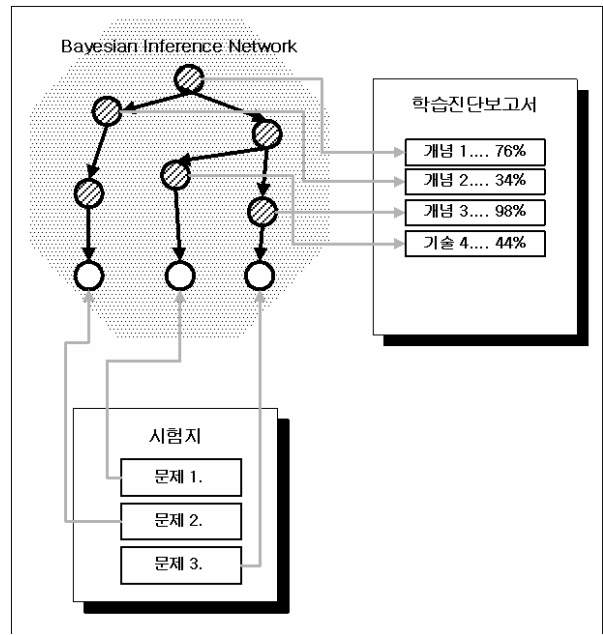 Bayesian Inference Network
학습진단보고서
개념 1.... 76%
개념 2.... 34%
개념 3.... 98%
기술 4.... 44%
시험지
문제 1.
문제 2.
문제 3.